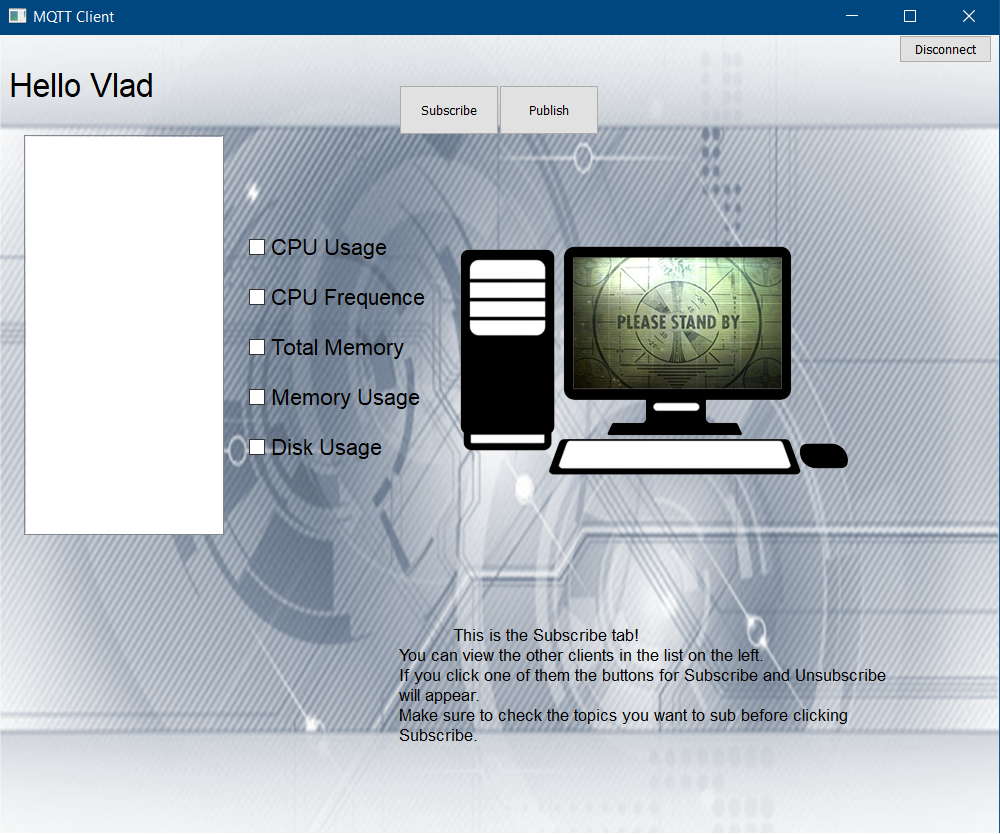 MQTT Client
Disconnect
Hello Vlad
Subscribe
Publish
CPU Usage
CPU Frequence
Total Memory
Memory Usage
Disk Usage
PLEASE STAND BY
This is the Subscribe tab!
You can view the other clients in the list on the left.
If you click one of them the buttons for Subscribe and Unsubscribe
will appear.
Make sure to check the topics you want to sub before clicking
Subscribe.